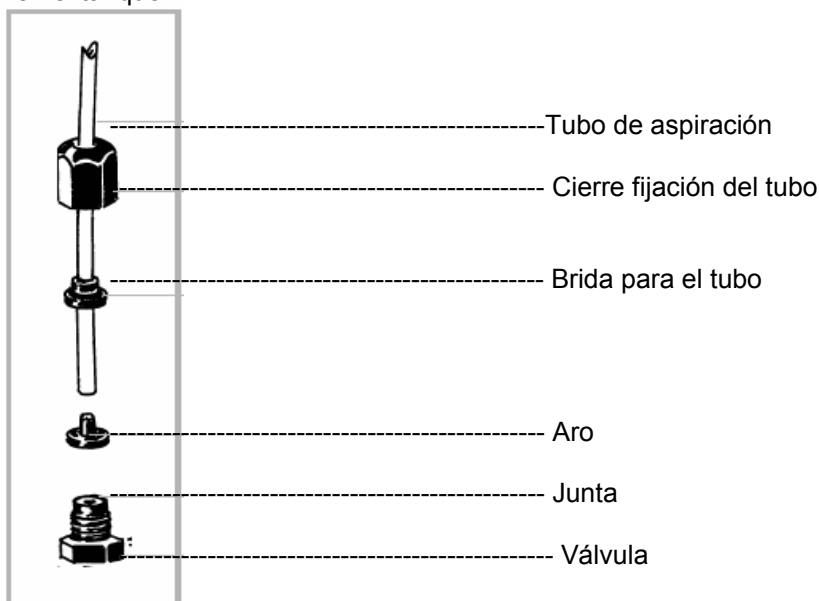 Tubo de aspiración
Cierre fijación del tubo
Brida para el tubo
Aro
Junta
Válvula